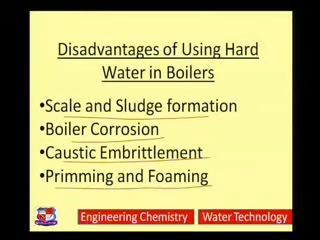 Disadvantages of Using Hard
Water in Boilers
•Scale and Sludge formation
•Boiler Corrosion
•Caustic Embrittlement
•Primming and Foaming
Engineering Chemistry
Water Technology